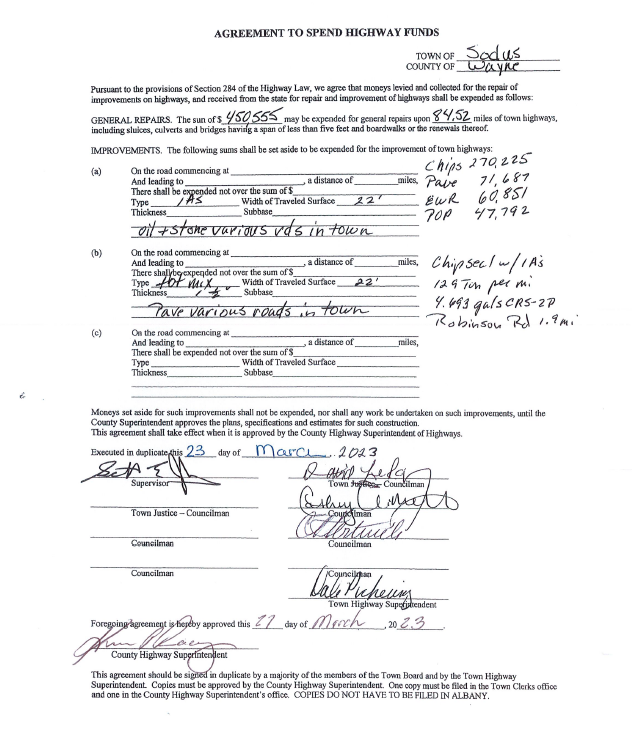 AGREEMENT TO SPEND HIGHWAY FUNDS
TOWN OF Sodus
COUNTY OF Wayne
Pursuant to the provisions of Section 284 of the Highway Law, we agree that moneys levied and collected for the repair of
improvements on highways, and received from the state for repair and improvement of highways shall be expended as follows:
GENERAL REPAIRS. The sum of $ 450,555 may be expended for general repairs upon 84.52 miles of town highways,
including sluices, culverts and bridges having a span of less than five feet and boardwalks or the renewals thereof.
IMPROVEMENTS. The following sums shall be set aside to be expended for the improvement of town highways:
(a) On the road commencing at
And leading to , a distance of miles,
There shall be expended not over the sum of $
Type 1AS Width of Traveled Surface 22'
Thickness Subbase
oil + stone various rds in town
Chips 270,225
Pave 71,687
EWR 60,851
POP 47,792
(b) On the road commencing at
And leading to , a distance of miles,
There shall be expended not over the sum of $
Type Hot mix Width of Traveled Surface 22'
Thickness 1 ½ Subbase
Pave various roads in town
Chipseal w/ 1A's
129 Tun per mi
4.493 gals CRS-2P
Robinson Rd 1.9 mi
(c) On the road commencing at
And leading to , a distance of miles,
There shall be expended not over the sum of $
Type Width of Traveled Surface
Thickness Subbase
Moneys set aside for such improvements shall not be expended, nor shall any work be undertaken on such improvements, until the
County Superintendent approves the plans, specifications and estimates for such construction.
This agreement shall take effect when it is approved by the County Highway Superintendent of Highways.
Executed in duplicate this 23 day of March, 2023
Supervisor
Town Justice – Councilman
Town Justice – Councilman
Councilman
Councilman
Councilman
Councilman
Councilman
Dale Pickering
Town Highway Superintendent
Foregoing agreement is hereby approved this 27 day of March, 2023.
County Highway Superintendent
This agreement should be signed in duplicate by a majority of the members of the Town Board and by the Town Highway
Superintendent. Copies must be approved by the County Highway Superintendent. One copy must be filed in the Town Clerks office
and one in the County Highway Superintendent's office. COPIES DO NOT HAVE TO BE FILED IN ALBANY.